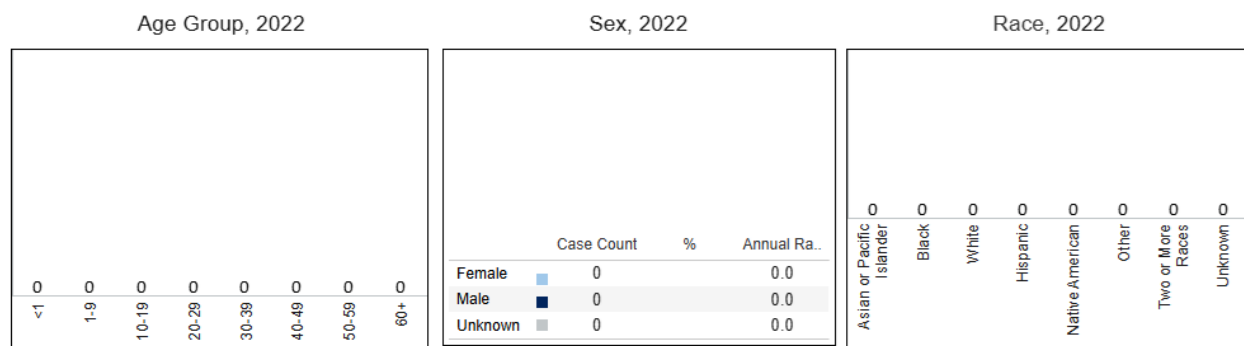 Age Group, 2022
0 0 0 0 0 0 0 0
<1 1-9 10-19 20-29 30-39 40-49 50-59 60+
Sex, 2022
Case Count % Annual Ra..
Female 0 0.0
Male 0 0.0
Unknown 0 0.0
Race, 2022
0 0 0 0 0 0 0 0
Asian or Pacific
Islander
Black
White
Hispanic
Native American
Other
Two or More
Races
Unknown